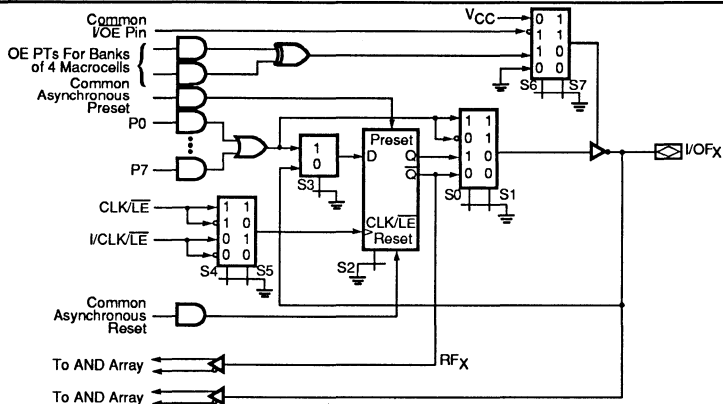 Common
I/OE Pin
VCC
0 1
1 1
1 0
0 0
S6 S7
OE PTs For Banks
of 4 Macrocells
Common
Asynchronous
Preset
P0
P7
1
0
S3
Preset
D Q
Q
CLK/LE
Reset
S2
1 1
0 1
1 0
0 0
S0 S1
I/OFX
CLK/LE
I/CLK/LE
1 1
1 0
0 1
0 0
S4 S5
Common
Asynchronous
Reset
To AND Array
RFX
To AND Array